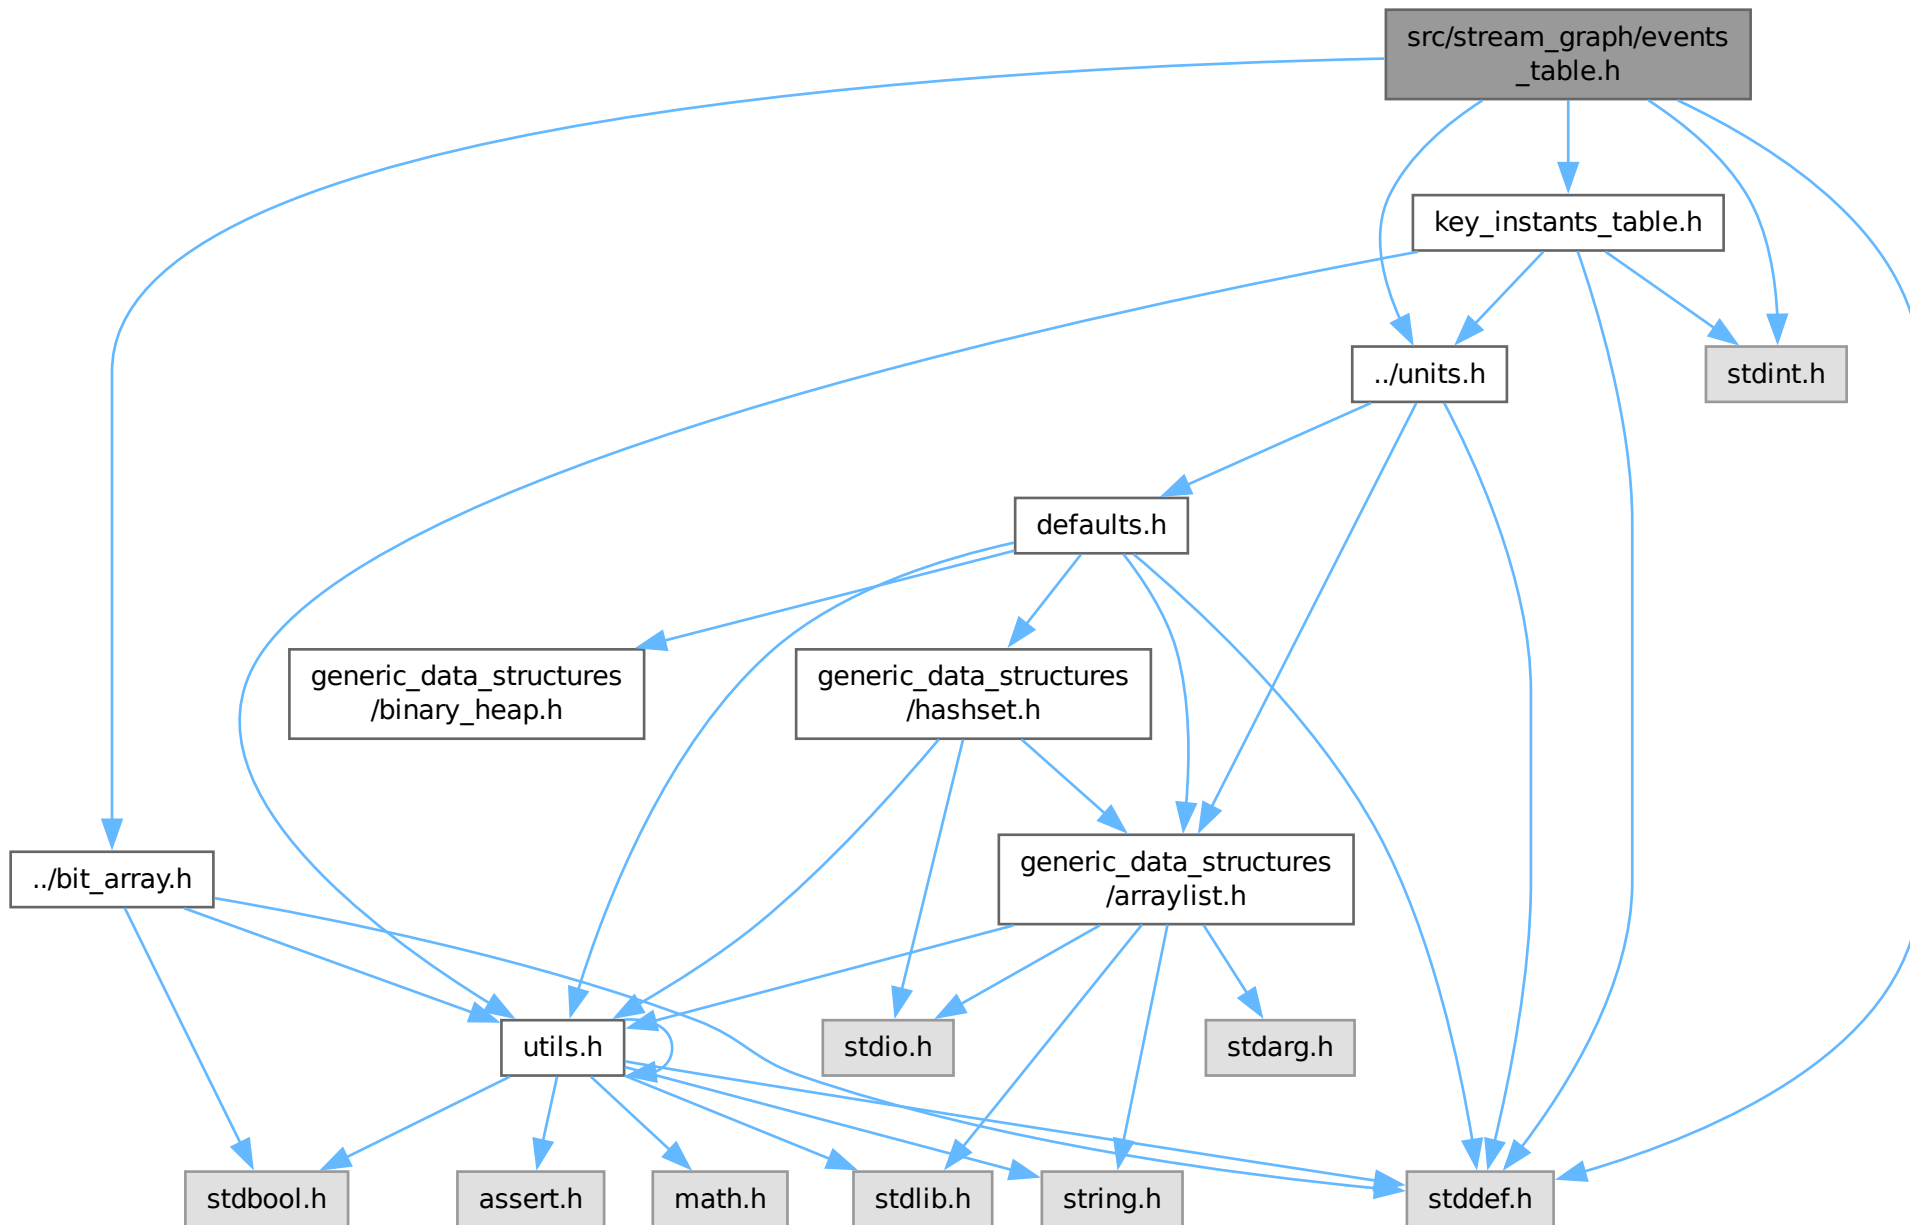 src/stream_graph/events
_table.h
key_instants_table.h
../units.h
stdint.h
defaults.h
generic_data_structures
/binary_heap.h
generic_data_structures
/hashset.h
generic_data_structures
/arraylist.h
../bit_array.h
utils.h
stdio.h
stdarg.h
stdbool.h
assert.h
math.h
stdlib.h
string.h
stddef.h